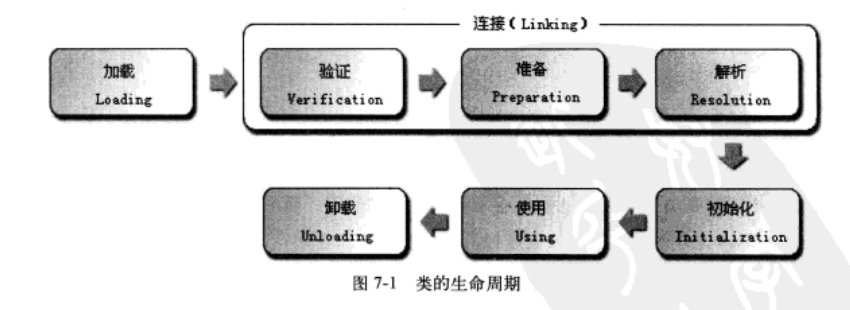 连接(Linking)
加载
Loading
验证
Verification
准备
Preparation
解析
Resolution
初始化
Initialization
使用
Using
卸载
Unloading
图 7-1 类的生命周期